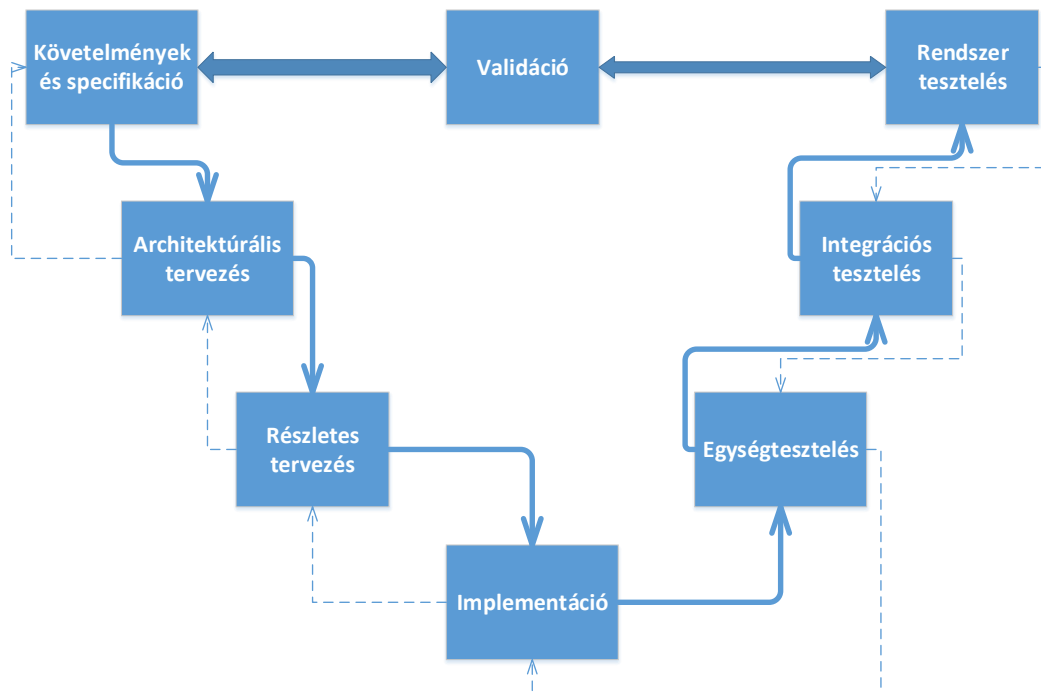 Követelmények
és specifikáció
Validáció
Rendszer
tesztelés
Architektúrális
tervezés
Integrációs
tesztelés
Részletes
tervezés
Egységtesztelés
Implementáció